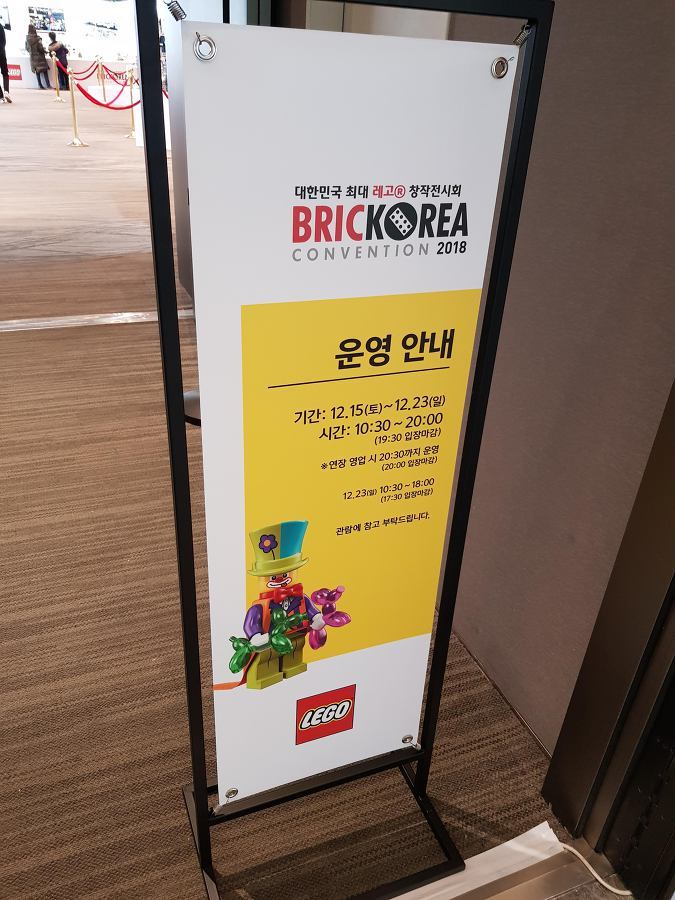 대한민국 최대 레고® 창작전시회
BRICKOREA
CONVENTION 2018
운영 안내
기간: 12.15(토)~12.23(일)
시간: 10:30 ~ 20:00
(19:30 입장마감)
※연장 영업 시 20:30까지 운영
(20:00 입장마감)
12.23(일) 10:30 ~ 18:00
(17:30 입장마감)
관람에 참고 부탁드립니다.
LEGO